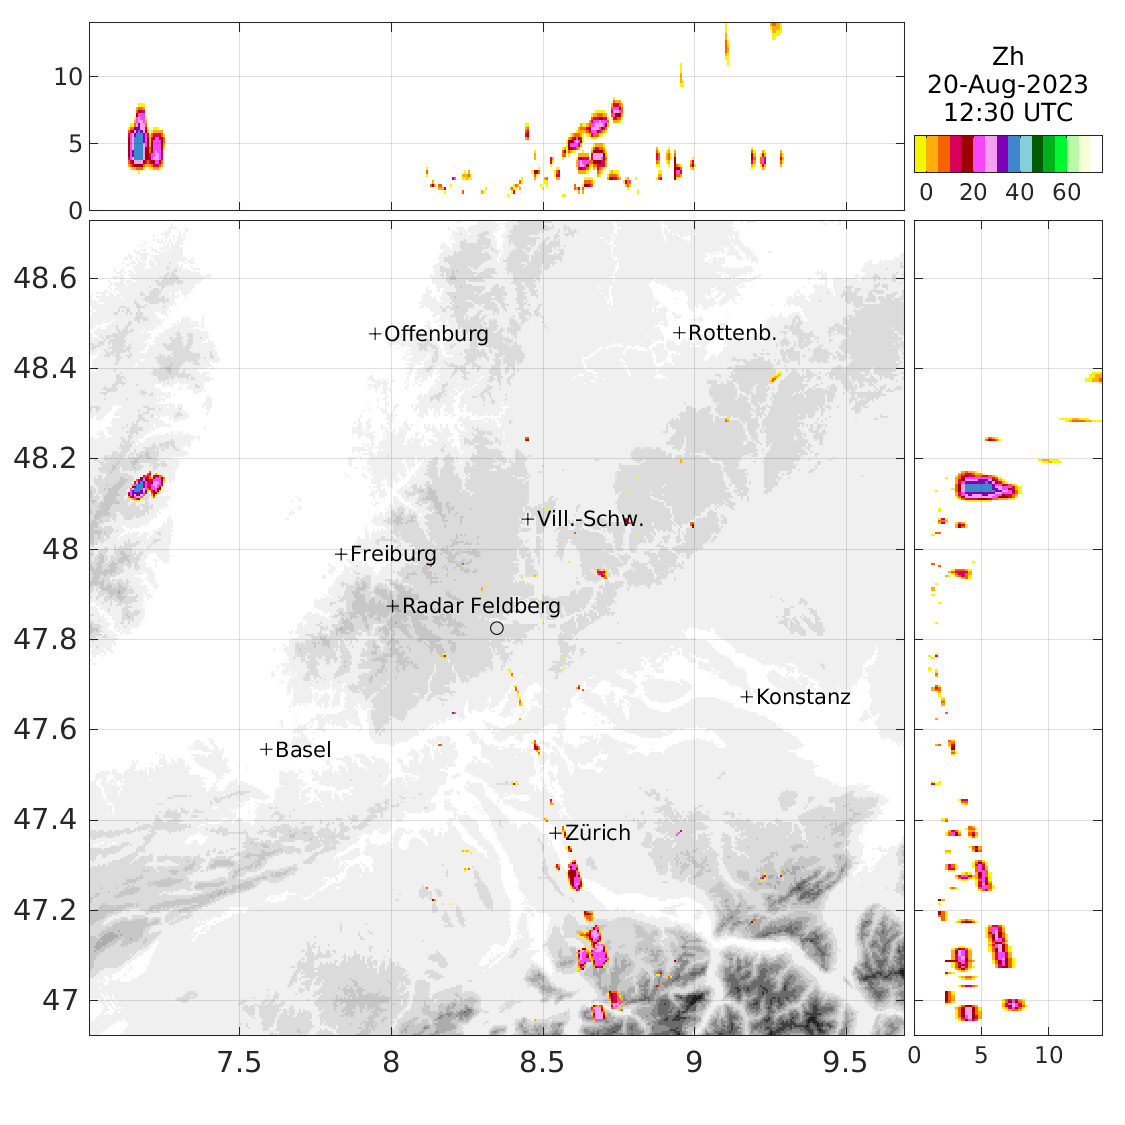 10
5
0
Zh
20-Aug-2023
12:30 UTC
0 20 40 60
48.6
48.4
48.2
48
47.8
47.6
47.4
47.2
47
+Offenburg
+Rottenb.
+Vill.-Schw.
+Freiburg
+Radar Feldberg
+Konstanz
+Basel
+Zürich
7.5 8 8.5 9 9.5
0 5 10